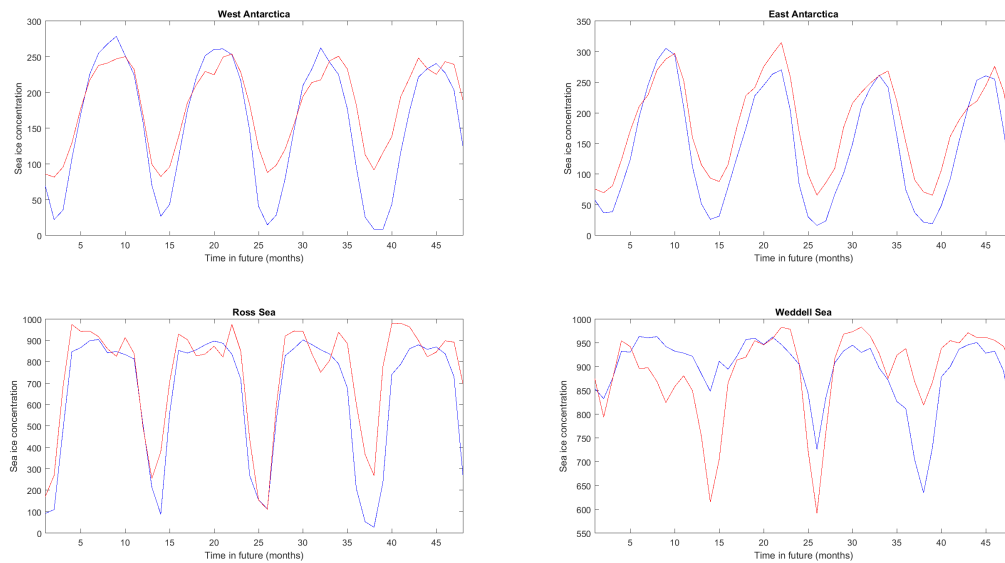 West Antarctica
300
250
200
150
100
50
0
Sea ice concentration
5 10 15 20 25 30 35 40 45
Time in future (months)
East Antarctica
350
300
250
200
150
100
50
0
Sea ice concentration
5 10 15 20 25 30 35 40 45
Time in future (months)
Ross Sea
1000
900
800
700
600
500
400
300
200
100
0
Sea ice concentration
5 10 15 20 25 30 35 40 45
Time in future (months)
Weddell Sea
1000
950
900
850
800
750
700
650
600
550
Sea ice concentration
5 10 15 20 25 30 35 40 45
Time in future (months)